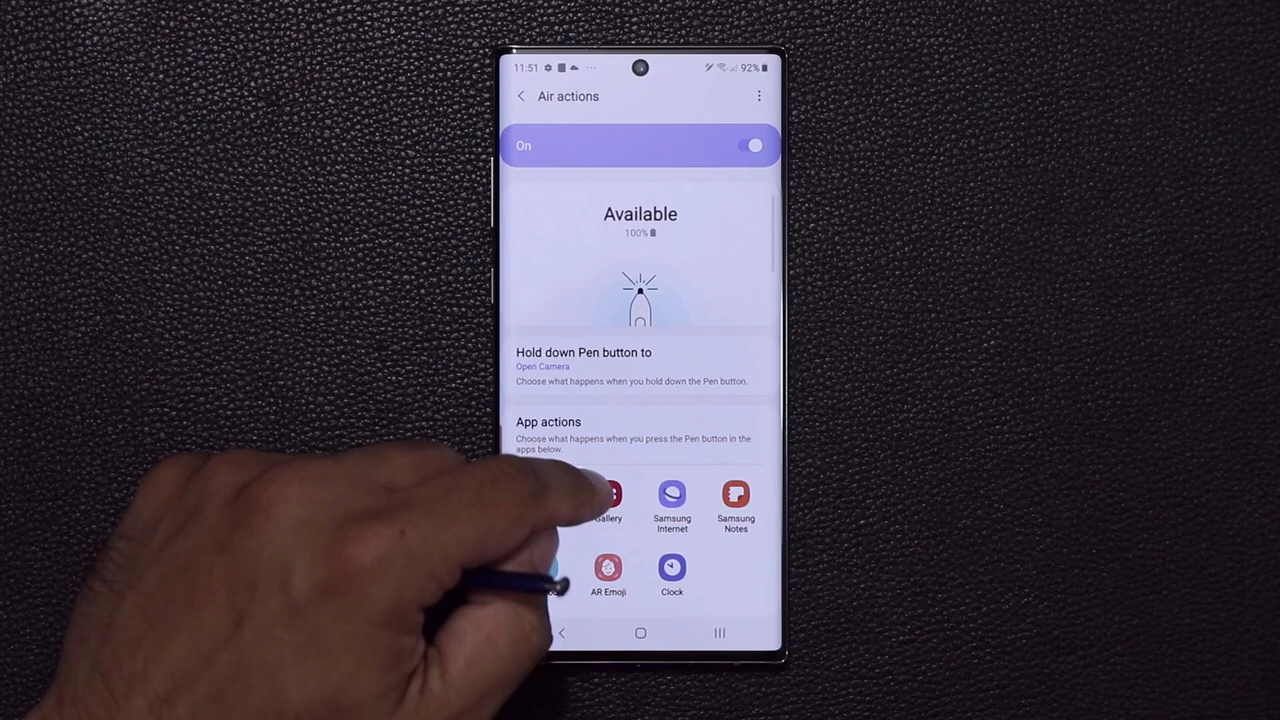 11:51 92%
Air actions
On
Available
100%
Hold down Pen button to
Open Camera
Choose what happens when you hold down the Pen button.
App actions
Choose what happens when you press the Pen button in the
apps below.
Gallery
Samsung
Internet
Samsung
Notes
AR Emoji
Clock